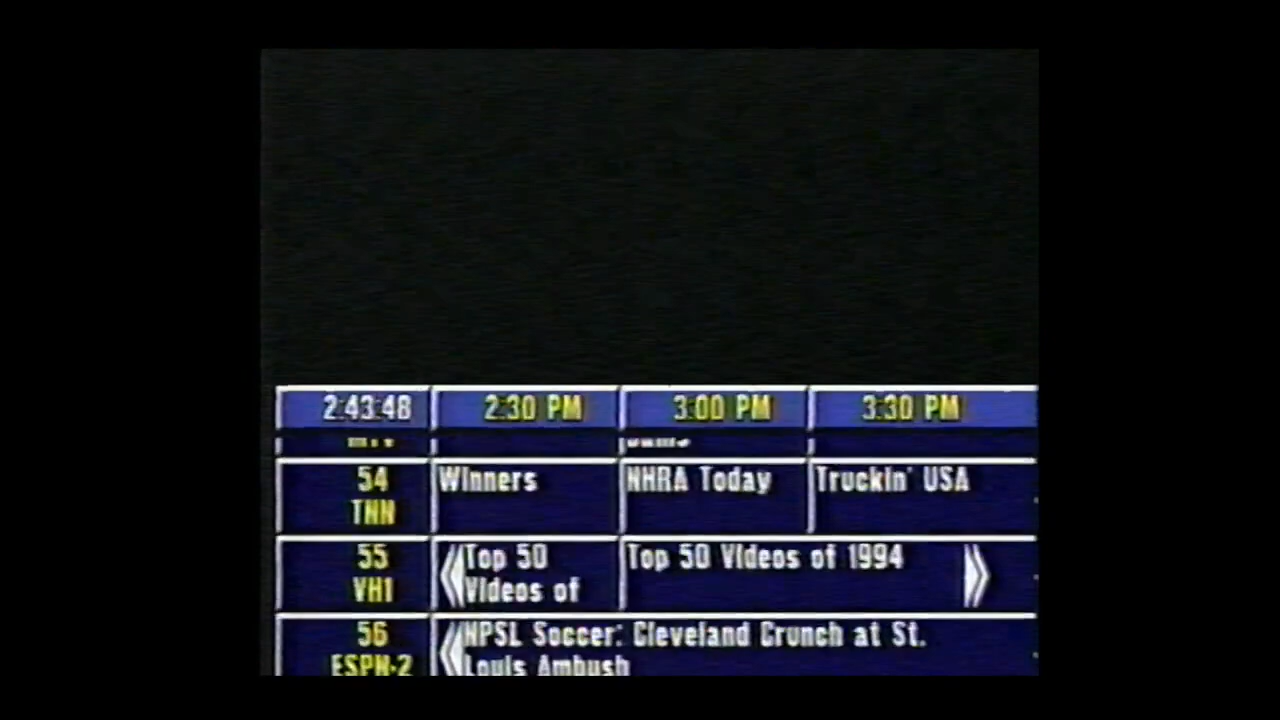 2:43:48 2:30 PM 3:00 PM 3:30 PM
54 Winners NHRA Today Truckin' USA
TNN
55 Top 50 Top 50 Videos of 1994
VH1 Videos of
56 NPSL Soccer: Cleveland Crunch at St.
ESPN-2 Louis Ambush